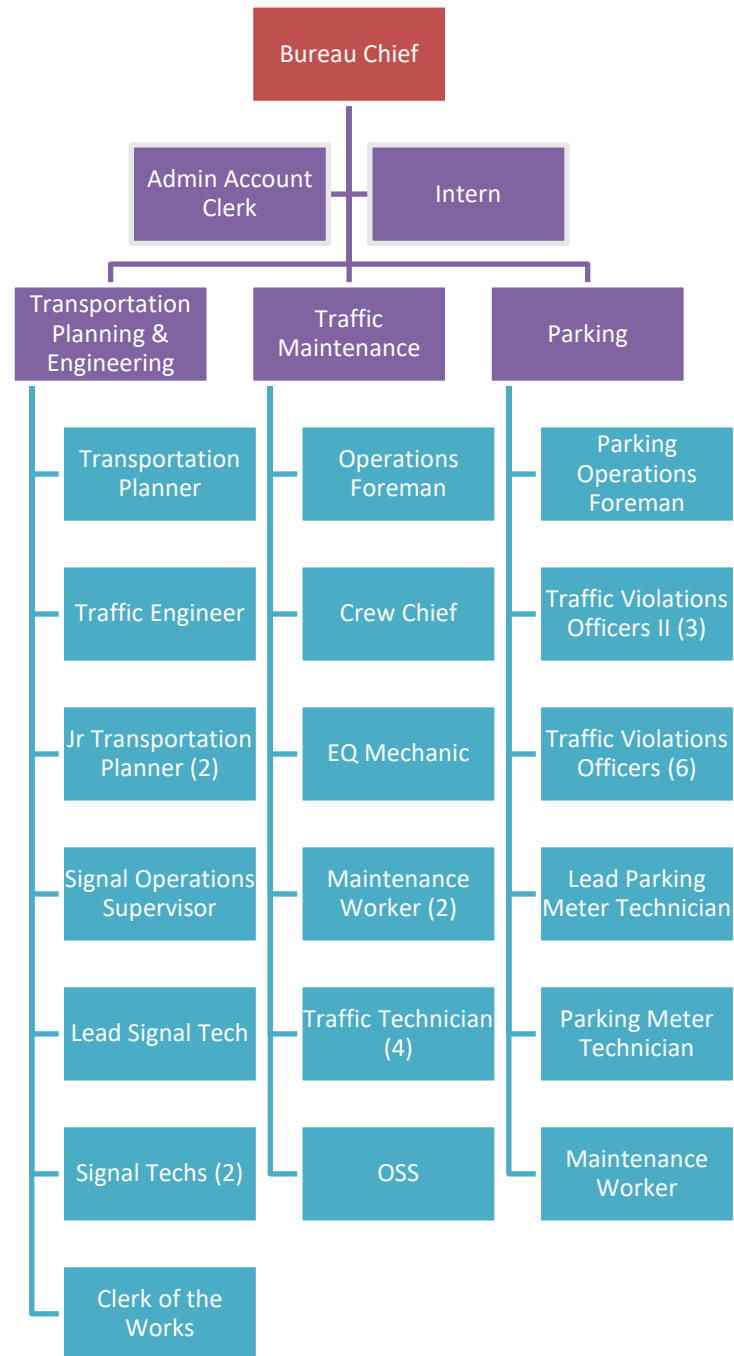 Bureau Chief
Admin Account
Clerk
Intern
Transportation
Planning &
Engineering
Traffic
Maintenance
Parking
Transportation
Planner
Traffic Engineer
Jr Transportation
Planner (2)
Signal Operations
Supervisor
Lead Signal Tech
Signal Techs (2)
Clerk of the
Works
Operations
Foreman
Crew Chief
EQ Mechanic
Maintenance
Worker (2)
Traffic Technician
(4)
OSS
Parking
Operations
Foreman
Traffic Violations
Officers II (3)
Traffic Violations
Officers (6)
Lead Parking
Meter Technician
Parking Meter
Technician
Maintenance
Worker